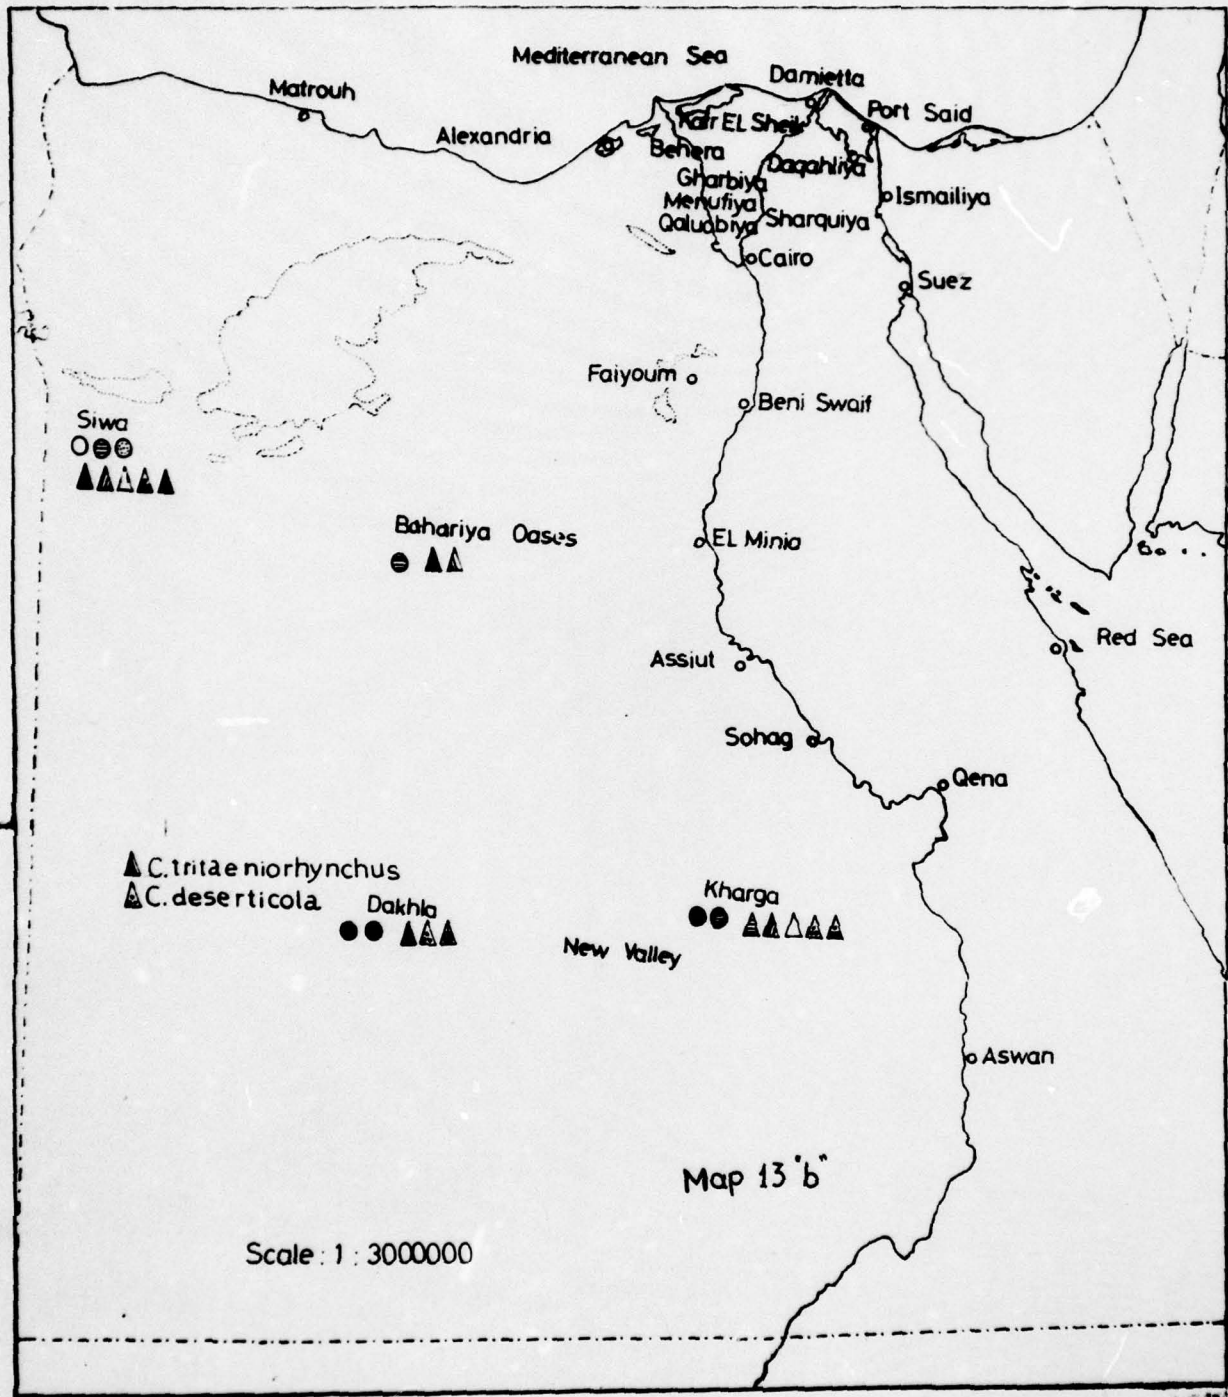 Mediterranean Sea
Damietta
Matrouh
Port Said
Kafr EL Sheik
Alexandria
Behera
Daqahliya
Gharbiya
Ismailiya
Menufiya
Sharquiya
Qaluobiya
Cairo
Suez
Faiyoum
Beni Swaif
Siwa
Bahariya Oases
EL Minia
Red Sea
Assiut
Sohag
Qena
C.tritaeniorhynchus
C.deserticola
Dakhla
Kharga
New Valley
Aswan
Map 13 "b"
Scale : 1 : 3000000